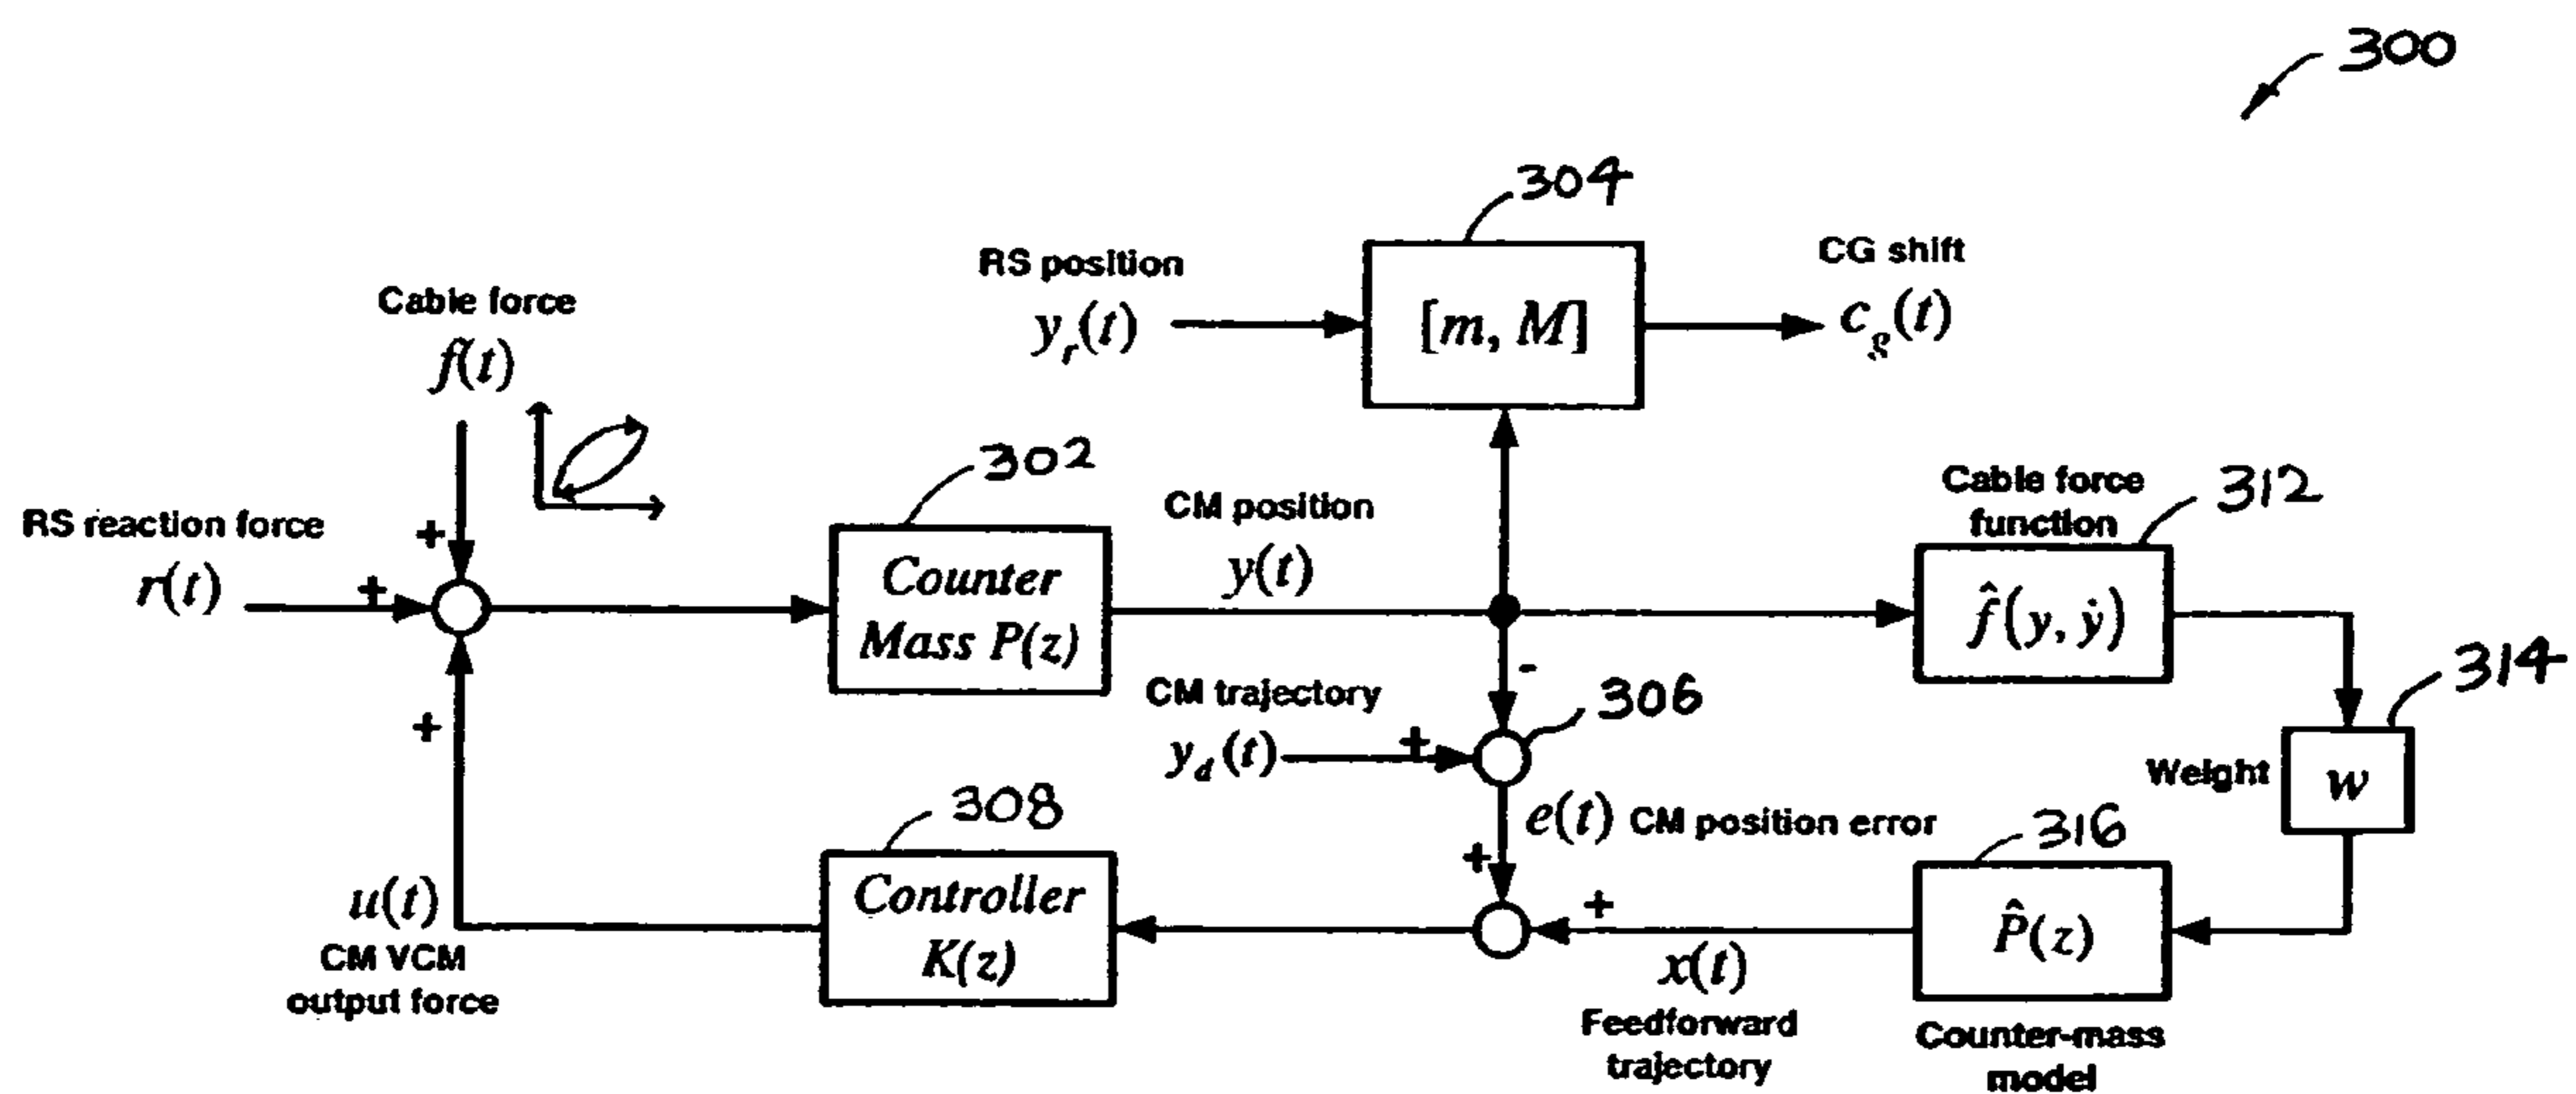 300
304
RS position
y_r(t)
[m, M]
CG shift
c_g(t)
Cable force
f(t)
302
RS reaction force
r(t)
+
+
+
Counter
Mass P(z)
CM position
y(t)
Cable force
function
312
f̂(y, ẏ)
314
Weight
w
-
306
CM trajectory
y_d(t)
+
e(t) CM position error
+
308
Controller
K(z)
u(t)
CM VCM
output force
+
x(t)
Feedforward
trajectory
316
P̂(z)
Counter-mass
model